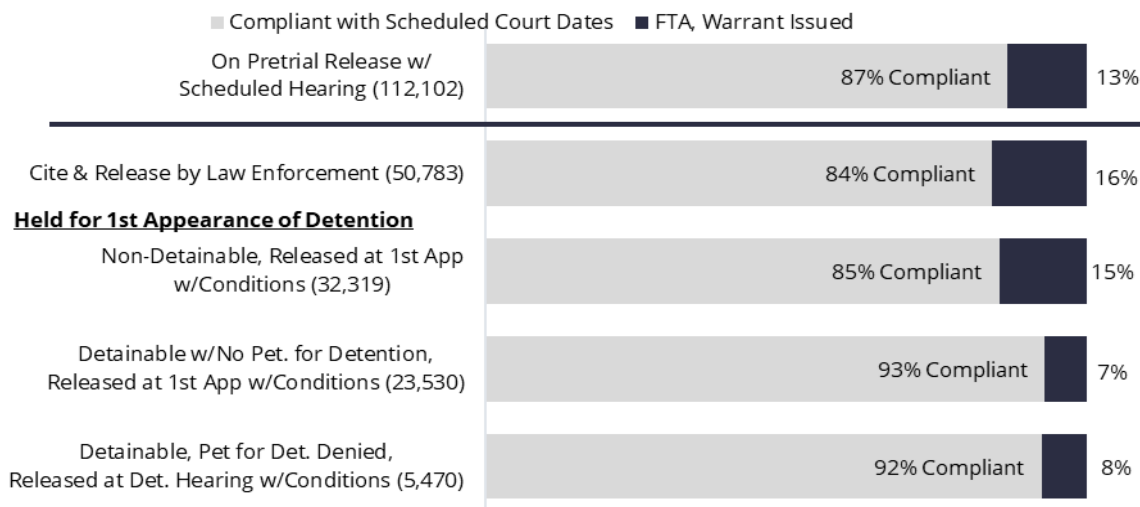 Compliant with Scheduled Court Dates FTA, Warrant Issued
On Pretrial Release w/
Scheduled Hearing (112,102)
87% Compliant 13%
Cite & Release by Law Enforcement (50,783) 84% Compliant 16%
Held for 1st Appearance of Detention
Non-Detainable, Released at 1st App
w/Conditions (32,319)
85% Compliant 15%
Detainable w/No Pet. for Detention,
Released at 1st App w/Conditions (23,530)
93% Compliant 7%
Detainable, Pet for Det. Denied,
Released at Det. Hearing w/Conditions (5,470)
92% Compliant 8%